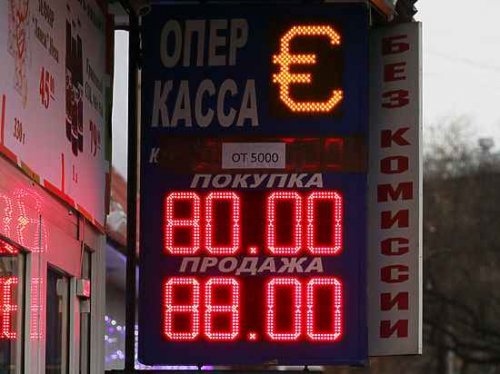 ОПЕР
КАССА
€
ОТ 5000
ПОКУПКА
80.00
ПРОДАЖА
88.00
БЕЗ КОМИССИИ